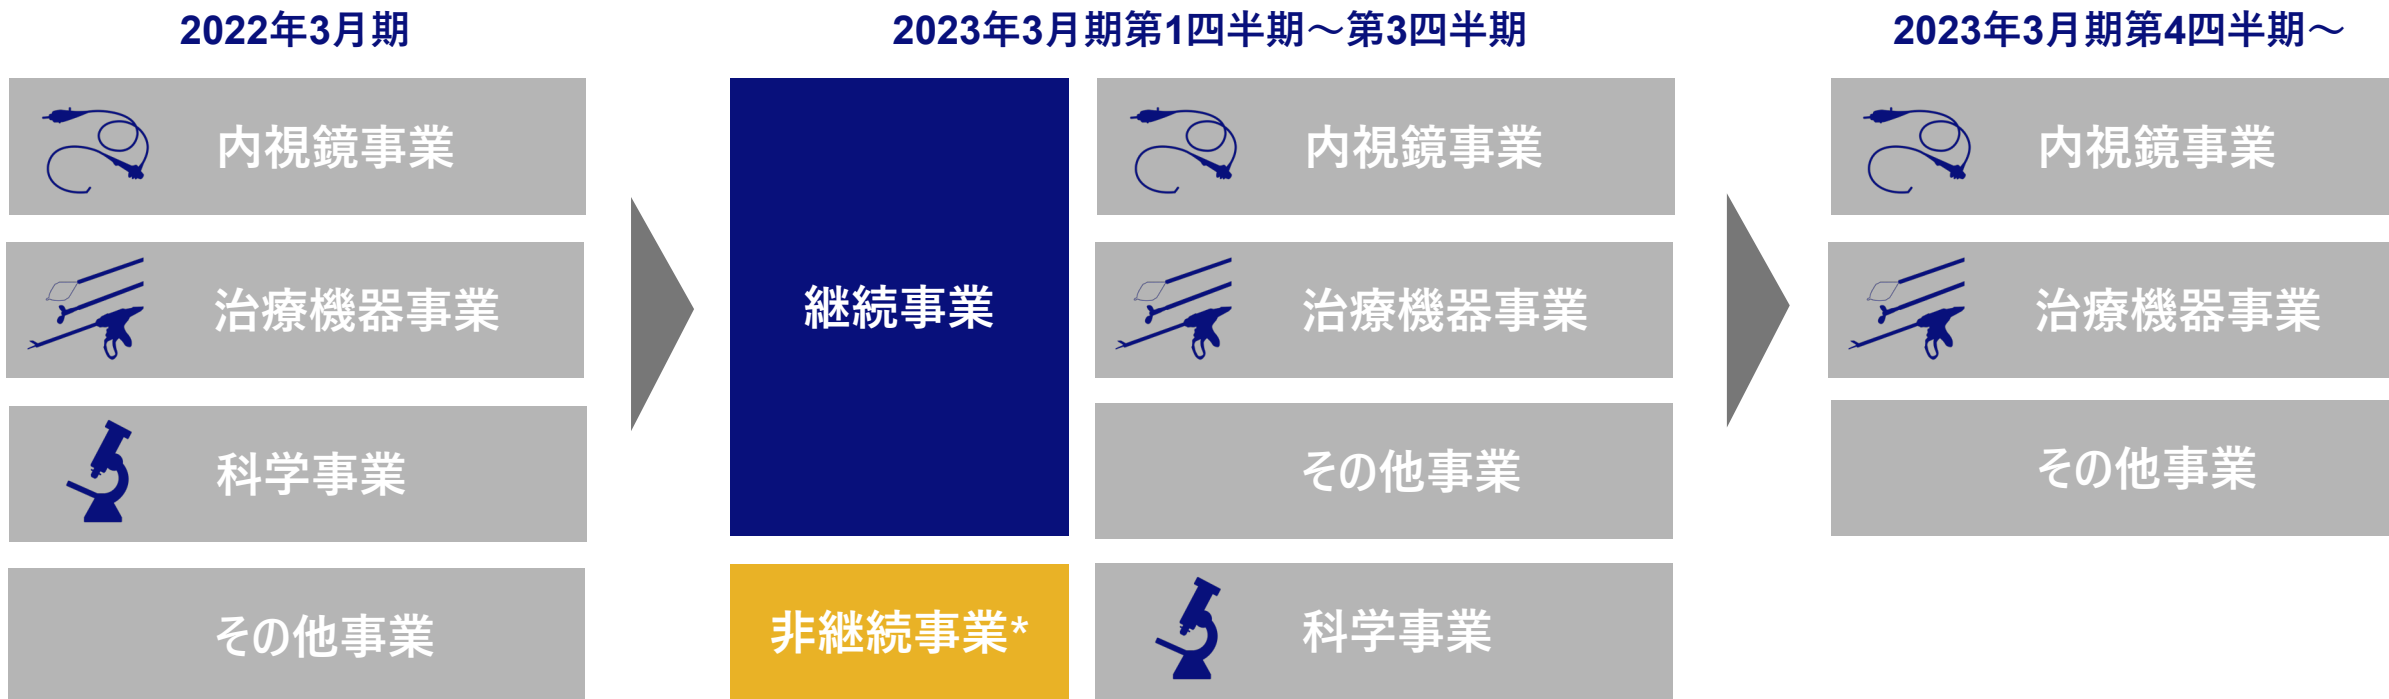 2022年3月期
内視鏡事業
治療機器事業
科学事業
その他事業
2023年3月期第1四半期～第3四半期
継続事業
内視鏡事業
治療機器事業
その他事業
非継続事業*
科学事業
2023年3月期第4四半期～
内視鏡事業
治療機器事業
その他事業